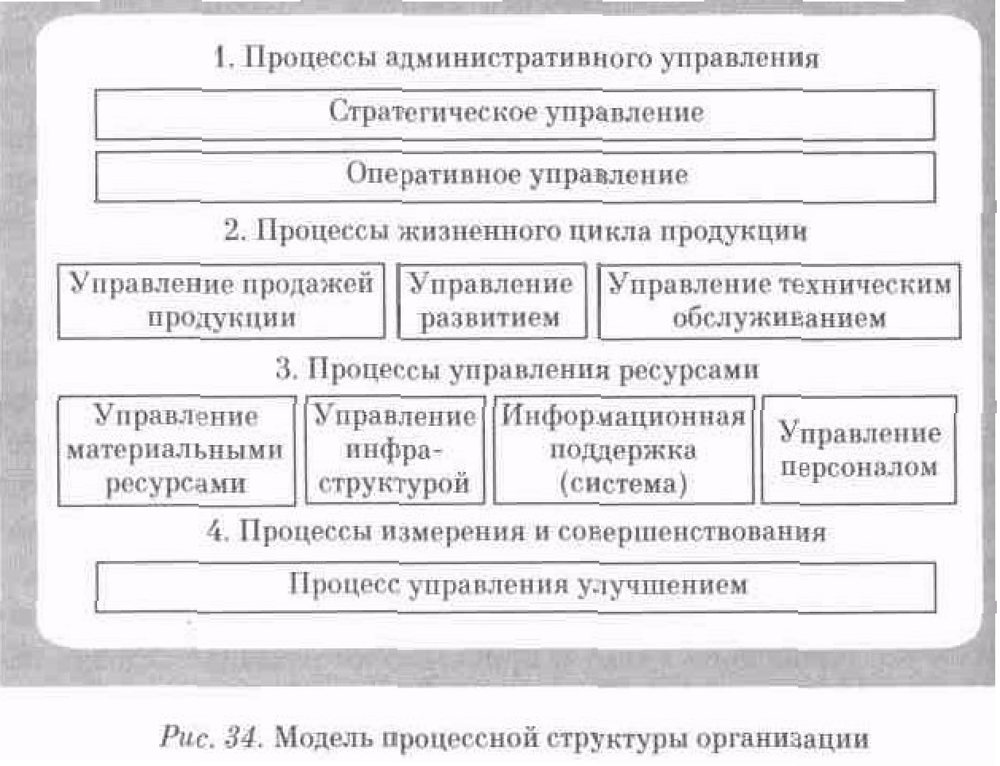 1. Процессы административного управления
Стратегическое управление
Оперативное управление
2. Процессы жизненного цикла продукции
Управление продажей
продукции
Управление
развитием
Управление техническим
обслуживанием
3. Процессы управления ресурсами
Управление
материальными
ресурсами
Управление
инфра-
структурой
Информационная
поддержка
(система)
Управление
персоналом
4. Процессы измерения и совершенствования
Процесс управления улучшением
Рис. 34. Модель процессной структуры организации